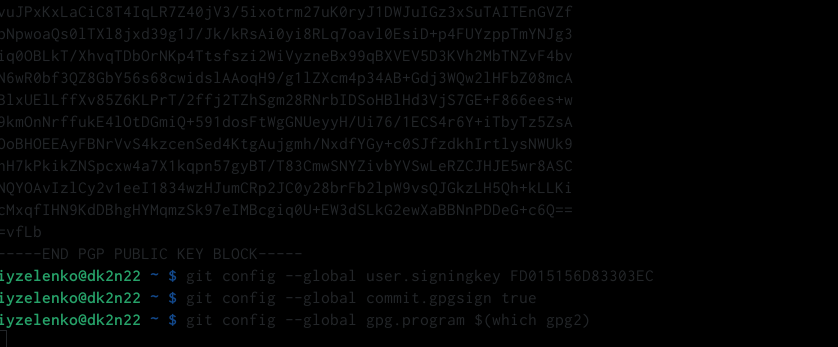 vuJPxKxLaCiC8T4IqLR7Z40jV3/5ixotrm27uK0ryJ1DWJuIGz3xSuTAITEnGVZf
pNpwoaQs0lTXl8jxd39g1J/Jk/kRsAi0yi8RLq7oavl0EsiD+p4FUYzppTmYNJg3
iq0OBLkT/XhvqTDbOrNKp4Ttsfszi2WiVyzneBx99qBXVEV5D3KVh2MbTNZvF4bv
N6wR0bf3QZ8GbY56s68cwidslAAoqH9/g1lZXcm4p34AB+Gdj3WQw2lHFbZ08mcA
3lxUElLffXv85Z6KLPrT/2ffj2TZhSgm28RNrbIDSoHBlHd3VjS7GE+F866ees+w
9kmOnNrffukE4lOtDGmiQ+591dosFtWgGNUeyyH/Ui76/1ECS4r6Y+iTbyTz5ZsA
OoBHOEEAyFBNrVvS4kzcenSed4KtgAujgmh/NxdfYGy+c0SJfzdkhIrtlysNWUk9
nH7kPkikZNSpcxw4a7X1kqpn57gyBT/T83CmwSNYZivbYVSwLeRZCJHJE5wr8ASC
NQYOAvIzlCy2v1eeI1834wzHJumCRp2JC0y28brFb2lpW9vsQJGkzLH5Qh+kLLKi
cMxqfIHN9KdDBhgHYMqmzSk97eIMBcgiq0U+EW3dSLkG2ewXaBBNnPDDeG+c6Q==
=vfLb
-----END PGP PUBLIC KEY BLOCK-----
iyzelenko@dk2n22 ~ $ git config --global user.signingkey FD015156D83303EC
iyzelenko@dk2n22 ~ $ git config --global commit.gpgsign true
iyzelenko@dk2n22 ~ $ git config --global gpg.program $(which gpg2)